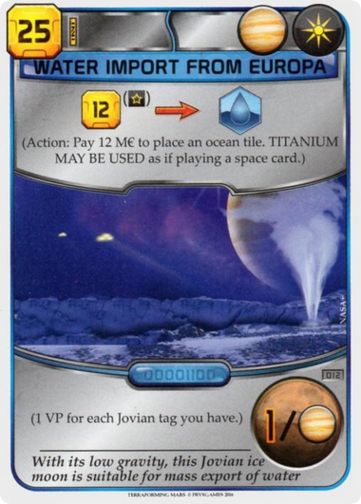 25
WATER IMPORT FROM EUROPA
12
(Action: Pay 12 M€ to place an ocean tile. TITANIUM
MAY BE USED as if playing a space card.)
NASA
00001100
012
(1 VP for each Jovian tag you have.)
1/
With its low gravity, this Jovian ice
moon is suitable for mass export of water
TERRAFORMING MARS © FRYXGAMES 2016